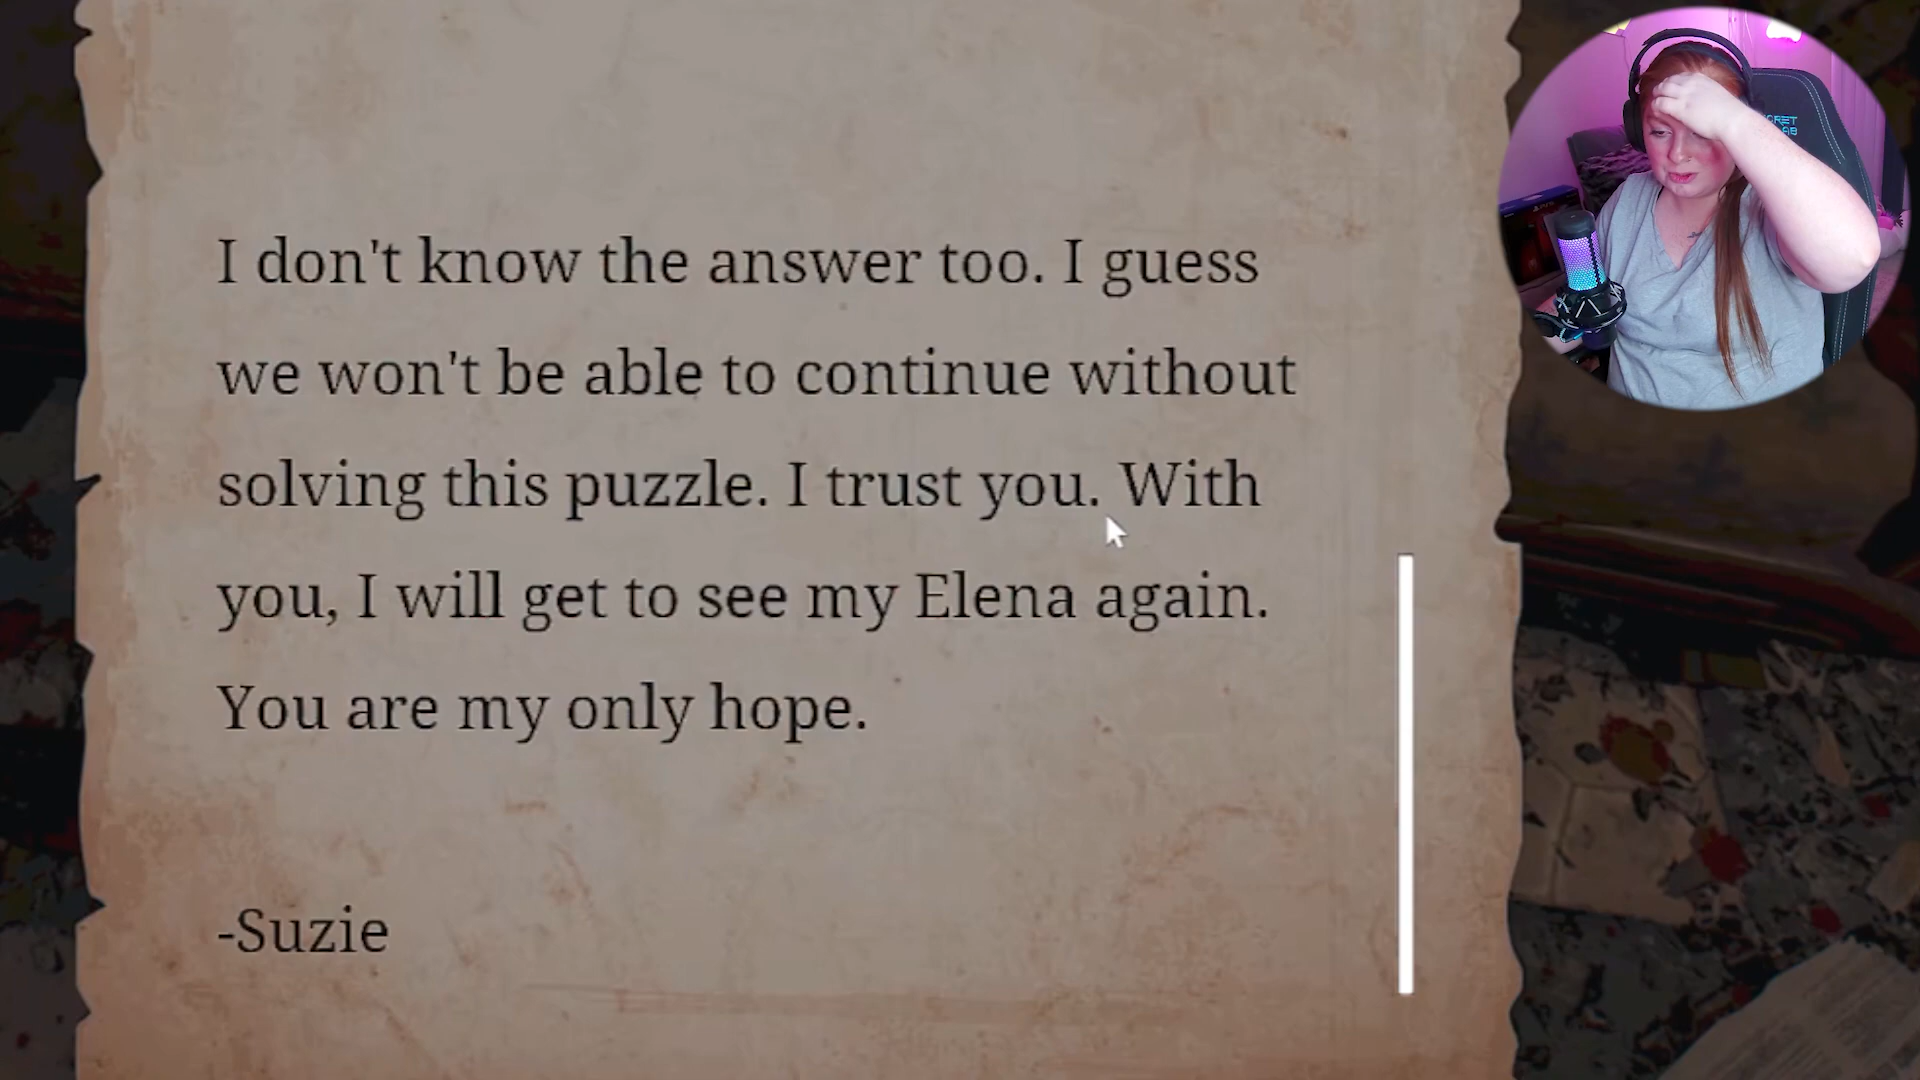 I don't know the answer too. I guess
we won't be able to continue without
solving this puzzle. I trust you. With
you, I will get to see my Elena again.
You are my only hope.
-Suzie